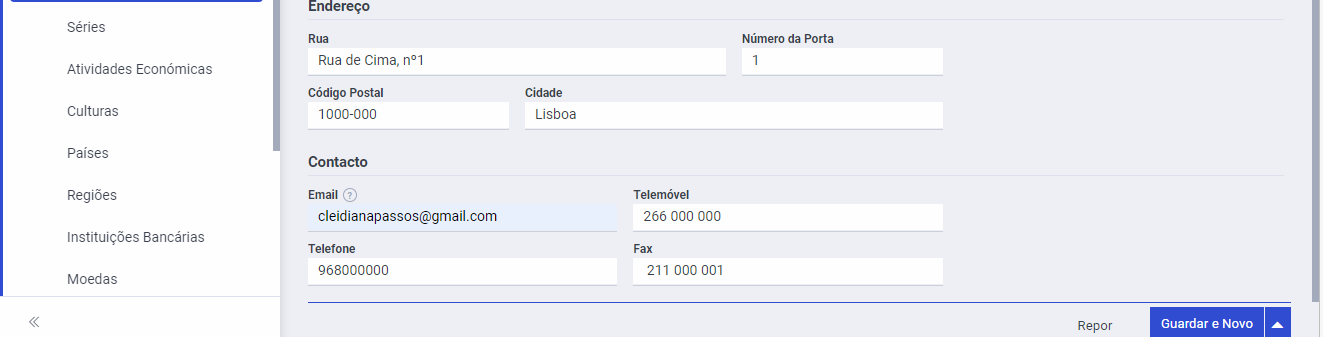 Séries
Atividades Económicas
Culturas
Países
Regiões
Instituições Bancárias
Moedas
Endereço
Rua
Número da Porta
Rua de Cima, nº1
1
Código Postal
Cidade
1000-000
Lisboa
Contacto
Email ?
Telemóvel
cleidianapassos@gmail.com
266 000 000
Telefone
Fax
968000000
211 000 001
Repor
Guardar e Novo